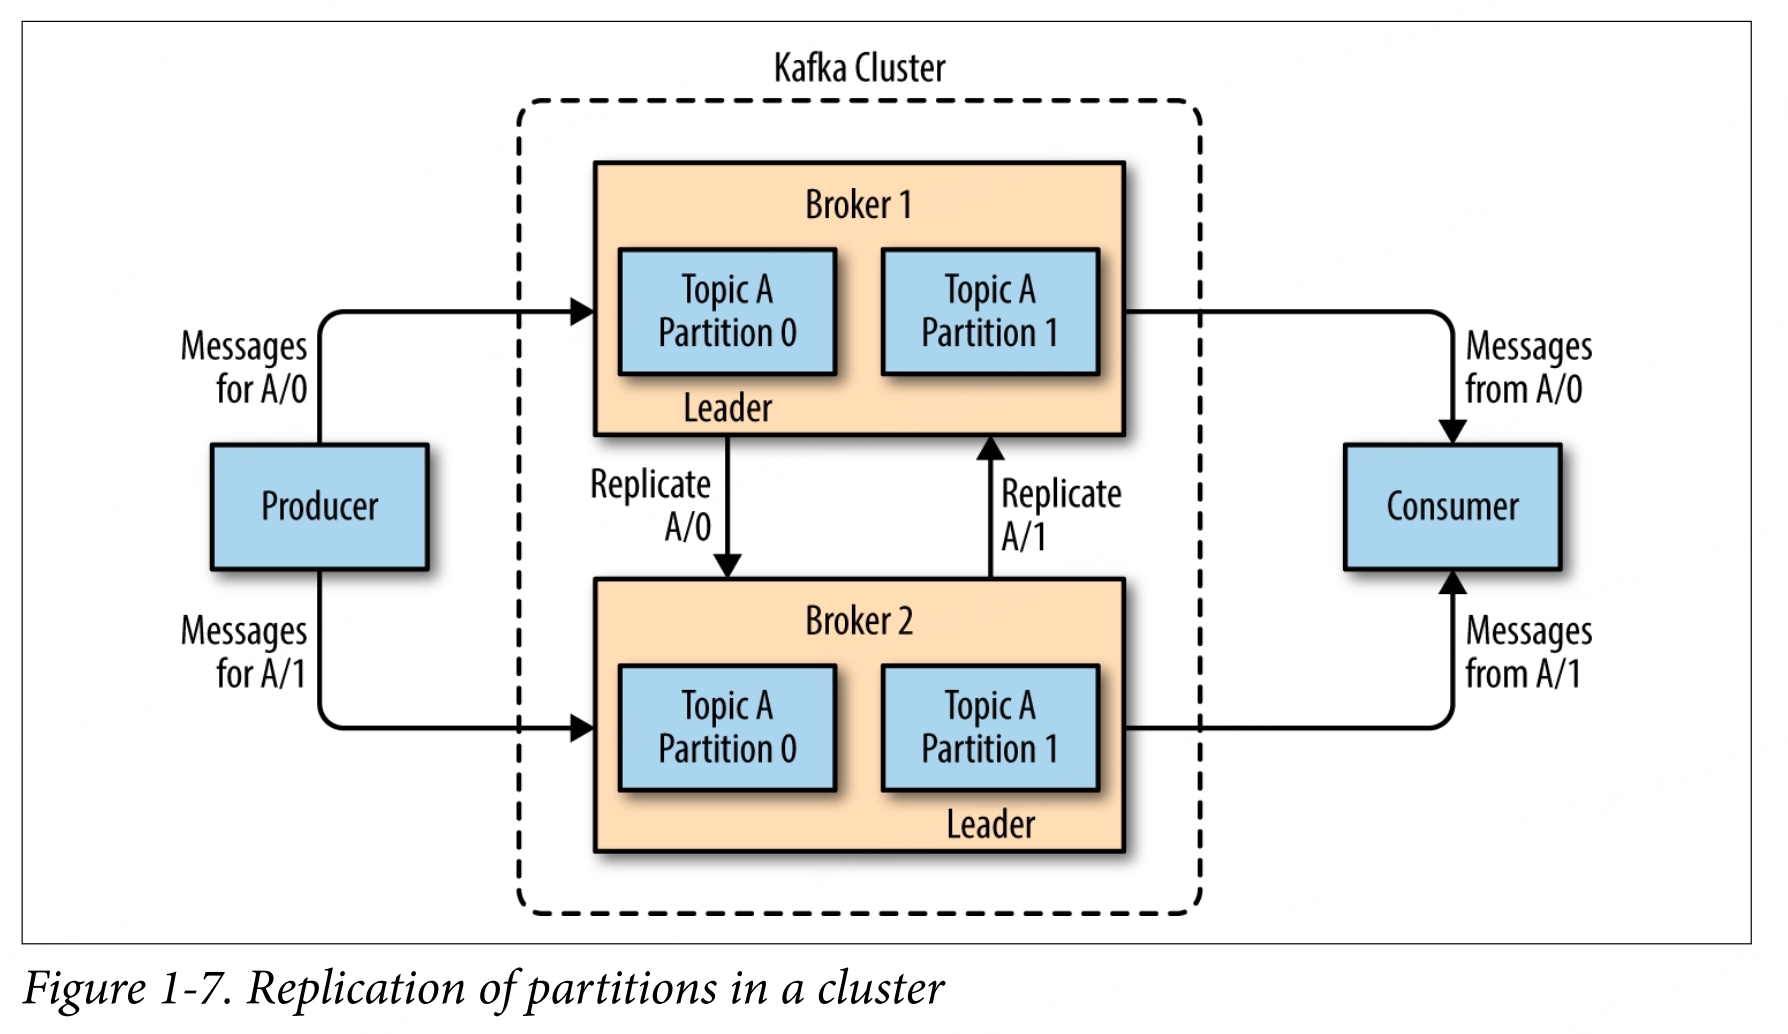 Kafka Cluster
Broker 1
Topic A
Partition 0
Topic A
Partition 1
Leader
Messages
for A/0
Messages
from A/0
Producer
Replicate
A/0
Replicate
A/1
Consumer
Messages
for A/1
Messages
from A/1
Broker 2
Topic A
Partition 0
Topic A
Partition 1
Leader
Figure 1-7. Replication of partitions in a cluster